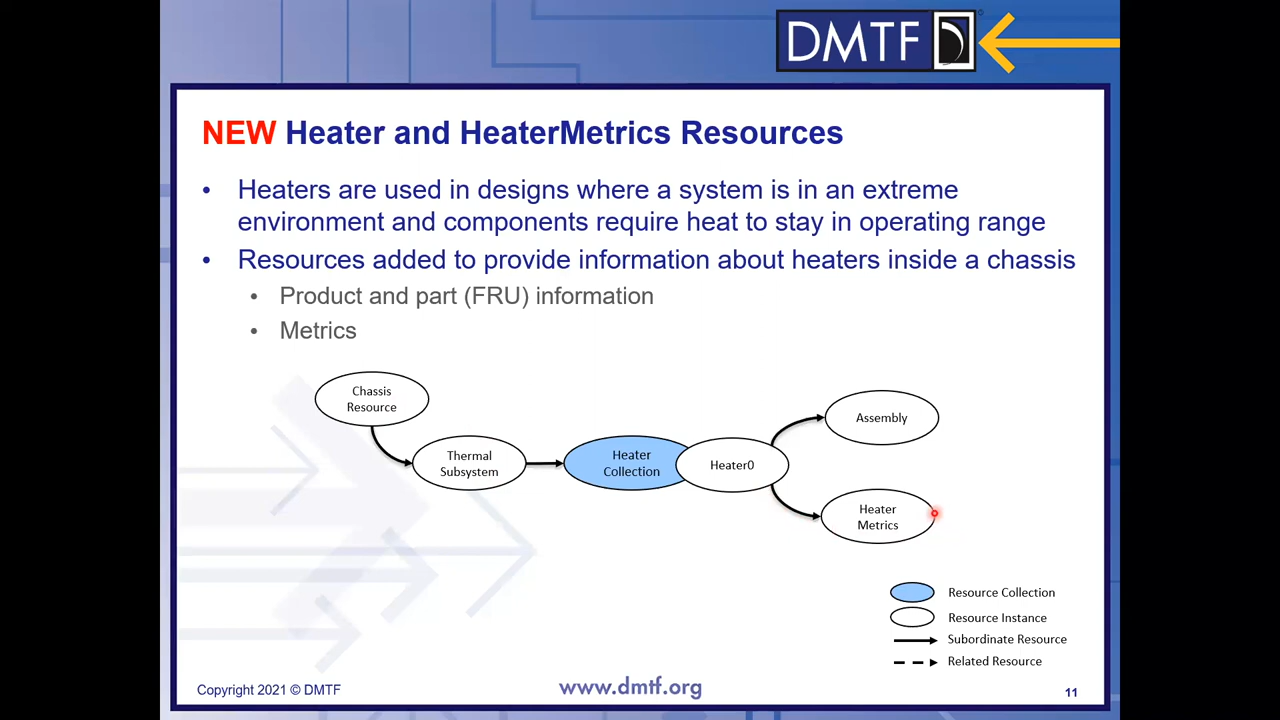 DMTF
NEW Heater and HeaterMetrics Resources
• Heaters are used in designs where a system is in an extreme
environment and components require heat to stay in operating range
• Resources added to provide information about heaters inside a chassis
• Product and part (FRU) information
• Metrics
Chassis
Resource
Thermal
Subsystem
Heater
Collection
Heater0
Assembly
Heater
Metrics
Resource Collection
Resource Instance
Subordinate Resource
Related Resource
Copyright 2021 © DMTF
www.dmtf.org
11